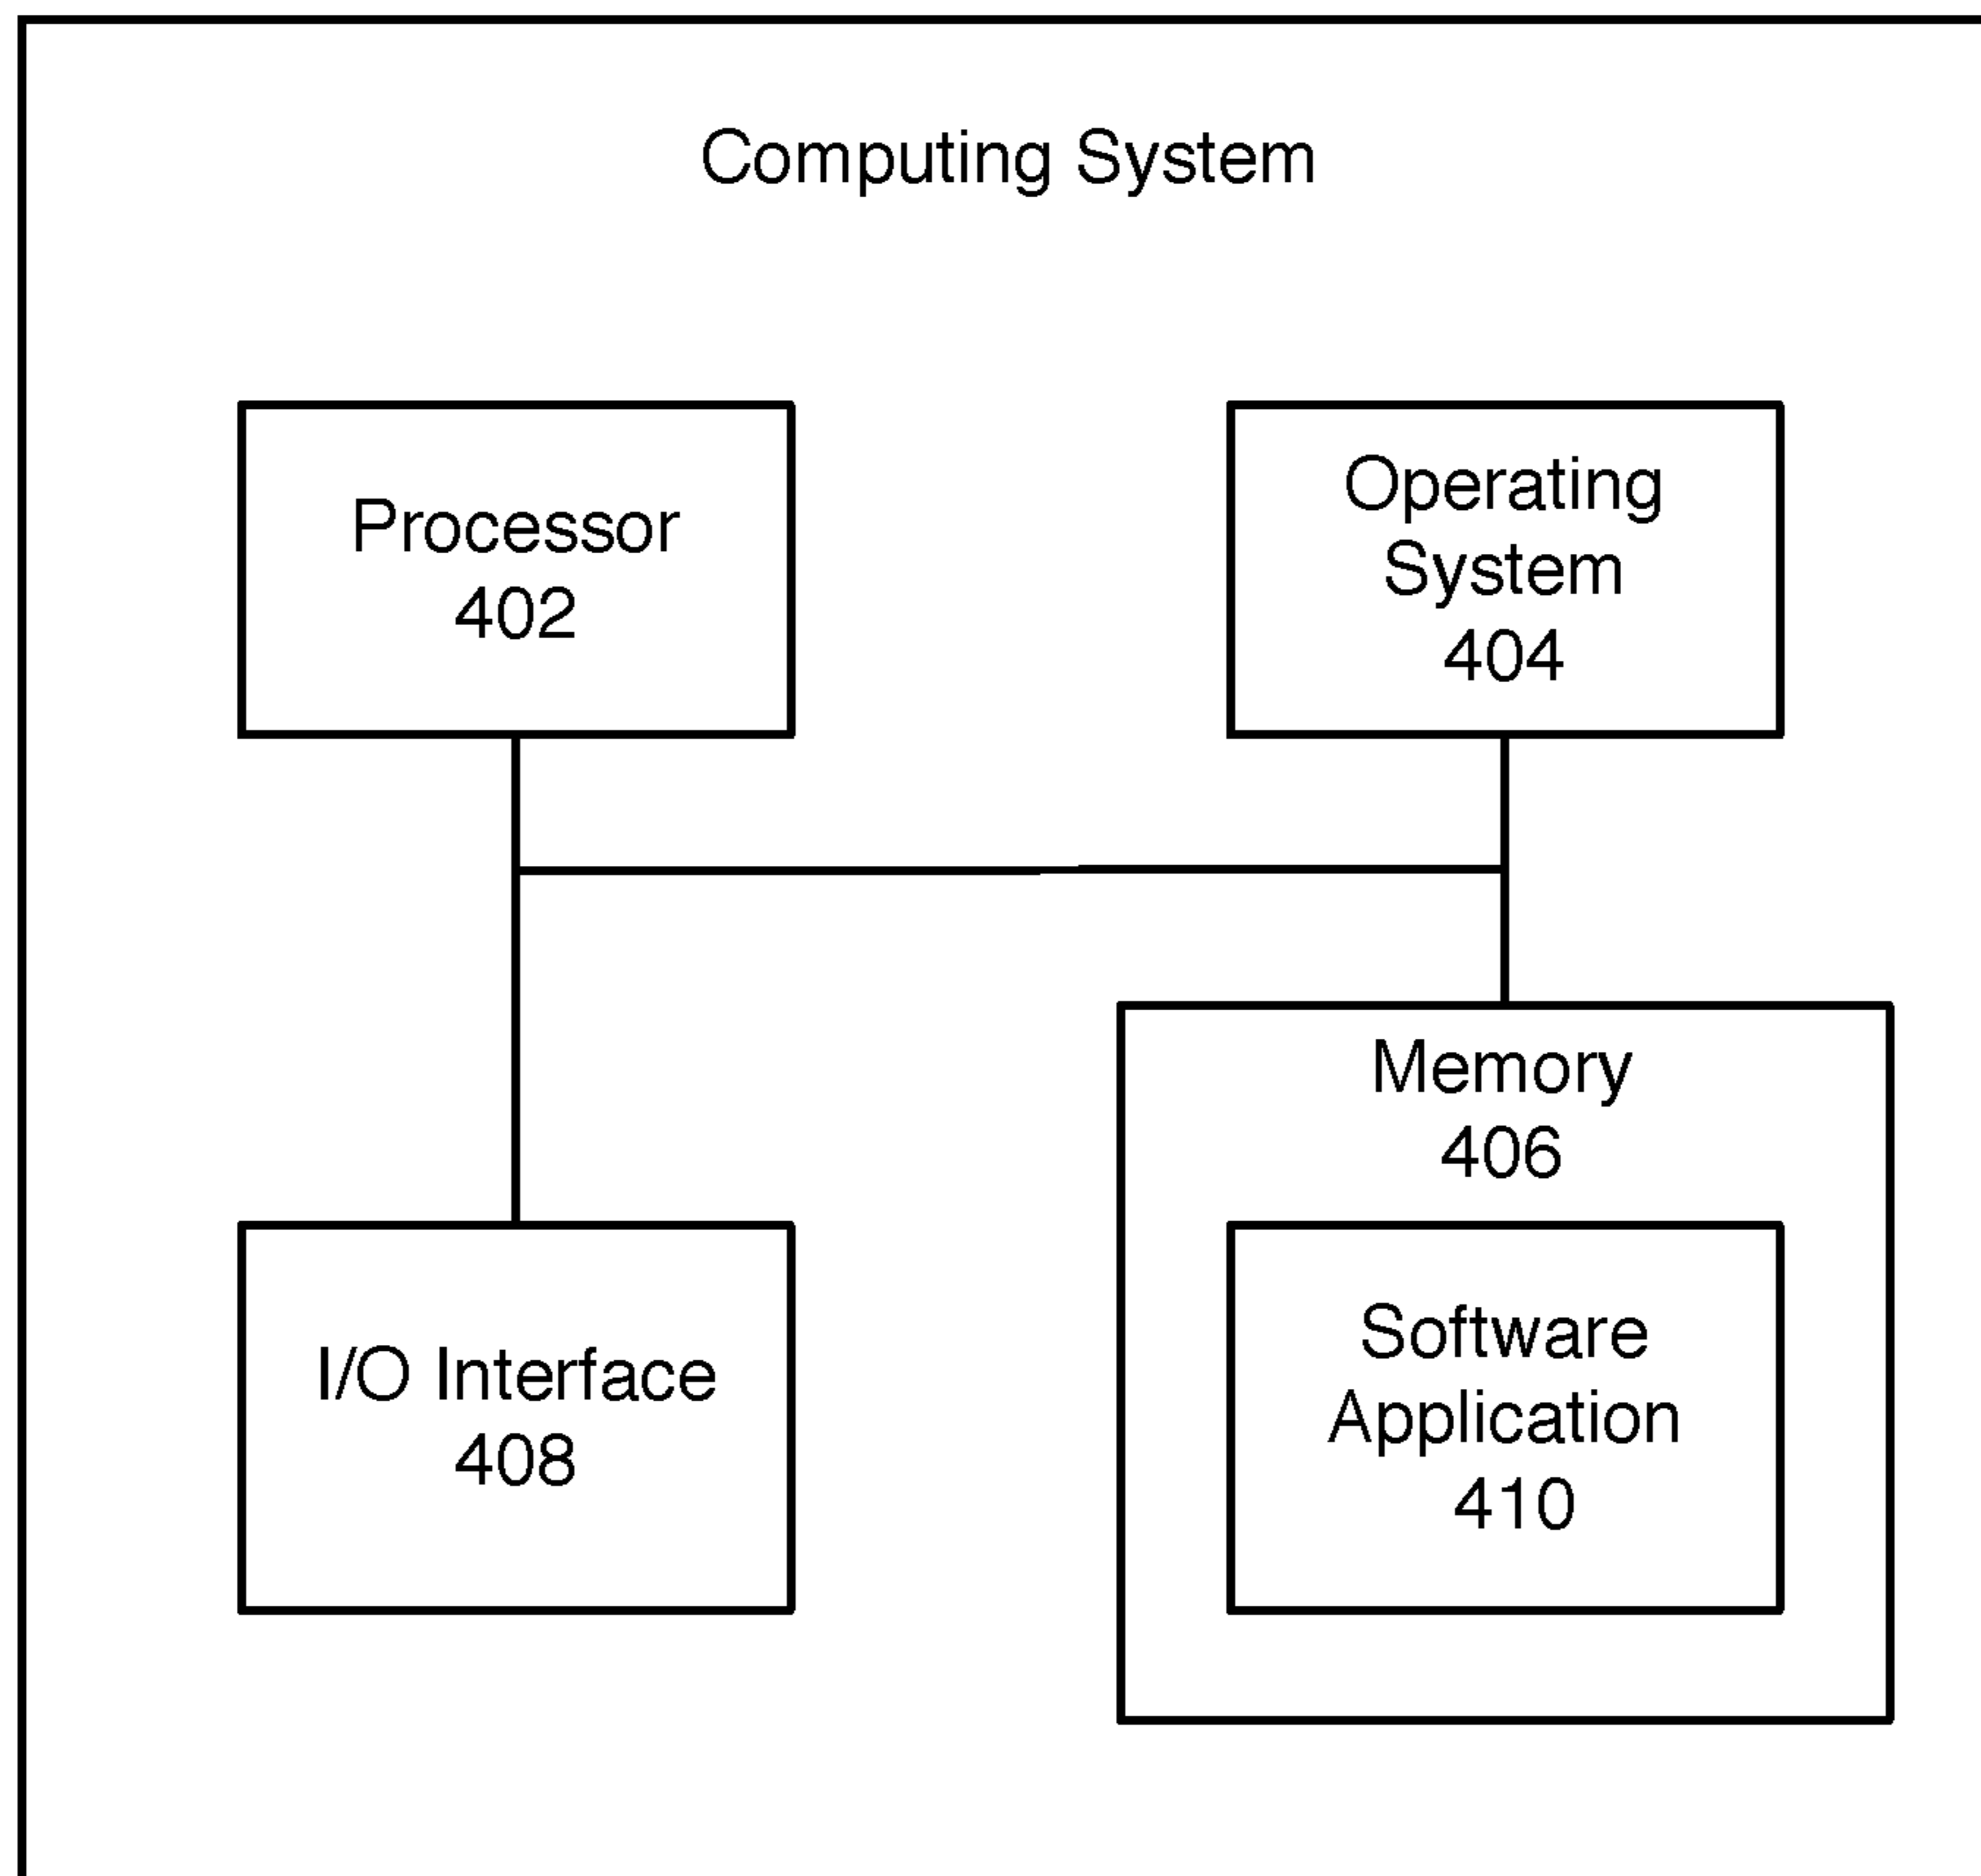 Computing System
Processor
402
Operating
System
404
Memory
406
I/O Interface
408
Software
Application
410